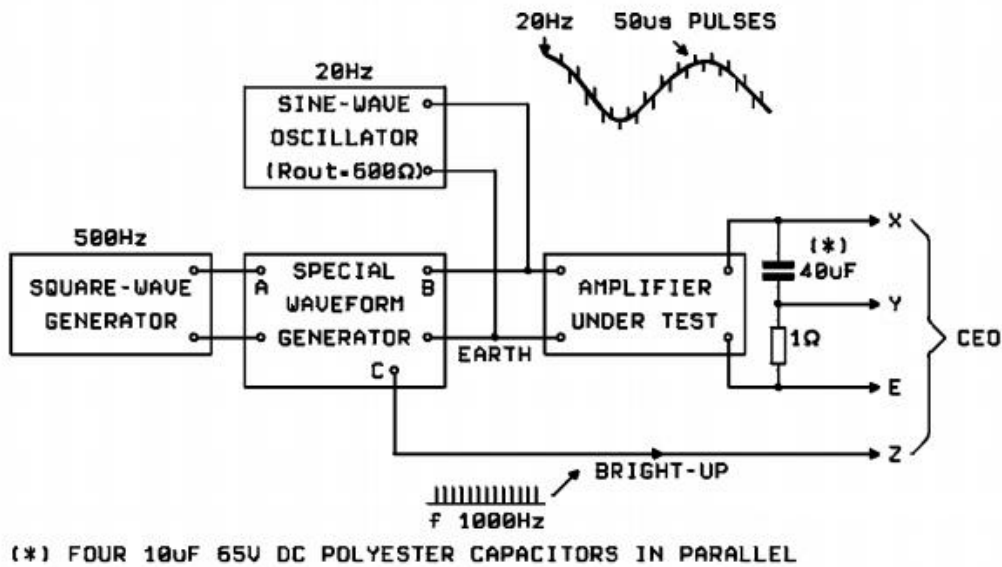 20Hz
50us PULSES
20Hz
SINE-WAVE
OSCILLATOR
(Rout=600Ω)
500Hz
SQUARE-WAVE
GENERATOR
A
SPECIAL
WAVEFORM
GENERATOR
B
C
EARTH
AMPLIFIER
UNDER TEST
(*)
40uF
1Ω
X
Y
E
Z
CEO
BRIGHT-UP
f 1000Hz
(*) FOUR 10uF 65V DC POLYESTER CAPACITORS IN PARALLEL